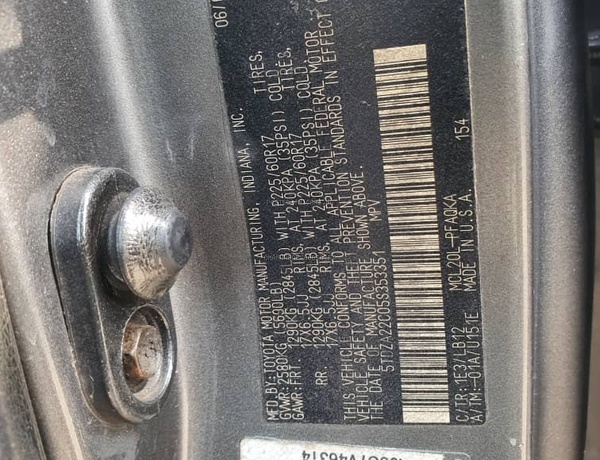 06/
MFD.BY:TOYOTA MOTOR MANUFACTURING, INDIANA, INC.
GVWR:2580KG(5690LB)
GAWR:FRT 1290KG (2845LB) WITH P225/60R17 TIRES,
17X6.5JJ RIMS, AT 240KPA (35PSI) COLD
RR 1290KG (2845LB) WITH P225/60R17 TIRES,
17X6.5JJ RIMS, AT 240KPA (35PSI) COLD.
THIS VEHICLE CONFORMS TO ALL APPLICABLE FEDERAL MOTOR
VEHICLE SAFETY AND THEFT PREVENTION STANDARDS IN EFFECT
DATE OF MANUFACTURE SHOWN ABOVE.
5TDZA22C05S353351 MPV
154
C/TR:1E3/LB12 MCL20L-PFAQKA
A/TM:-01A/U151E MADE IN U.S.A.
V46314